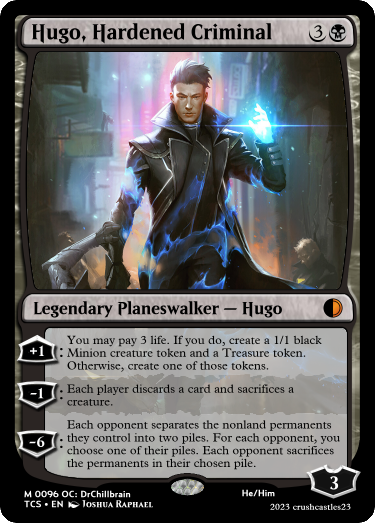 Hugo, Hardened Criminal 3
Legendary Planeswalker — Hugo
+1: You may pay 3 life. If you do, create a 1/1 black
Minion creature token and a Treasure token.
Otherwise, create one of those tokens.
-1: Each player discards a card and sacrifices a
creature.
-6: Each opponent separates the nonland permanents
they control into two piles. For each opponent, you
choose one of their piles. Each opponent sacrifices
the permanents in their chosen pile.
3
M 0096 OC: DrChillbrain He/Him
TCS • EN Joshua Raphael 2023 crushcastles23